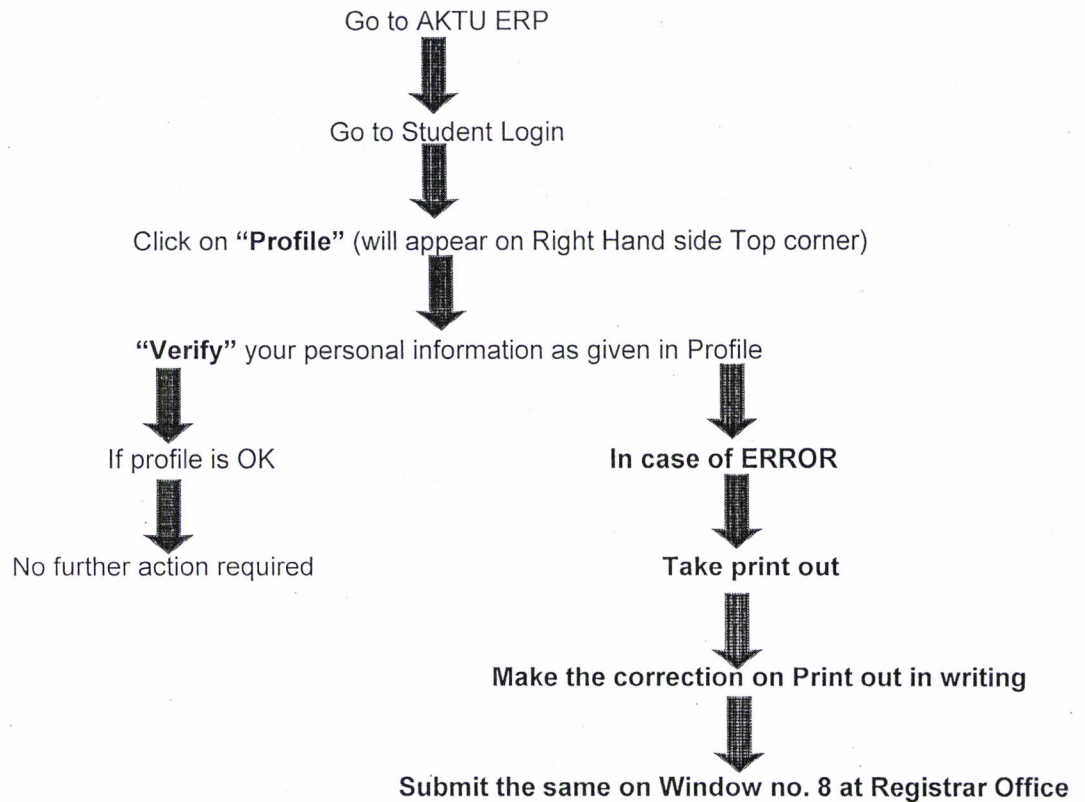 Go to AKTU ERP
Go to Student Login
Click on “Profile” (will appear on Right Hand side Top corner)
“Verify” your personal information as given in Profile
If profile is OK
In case of ERROR
No further action required
Take print out
Make the correction on Print out in writing
Submit the same on Window no. 8 at Registrar Office